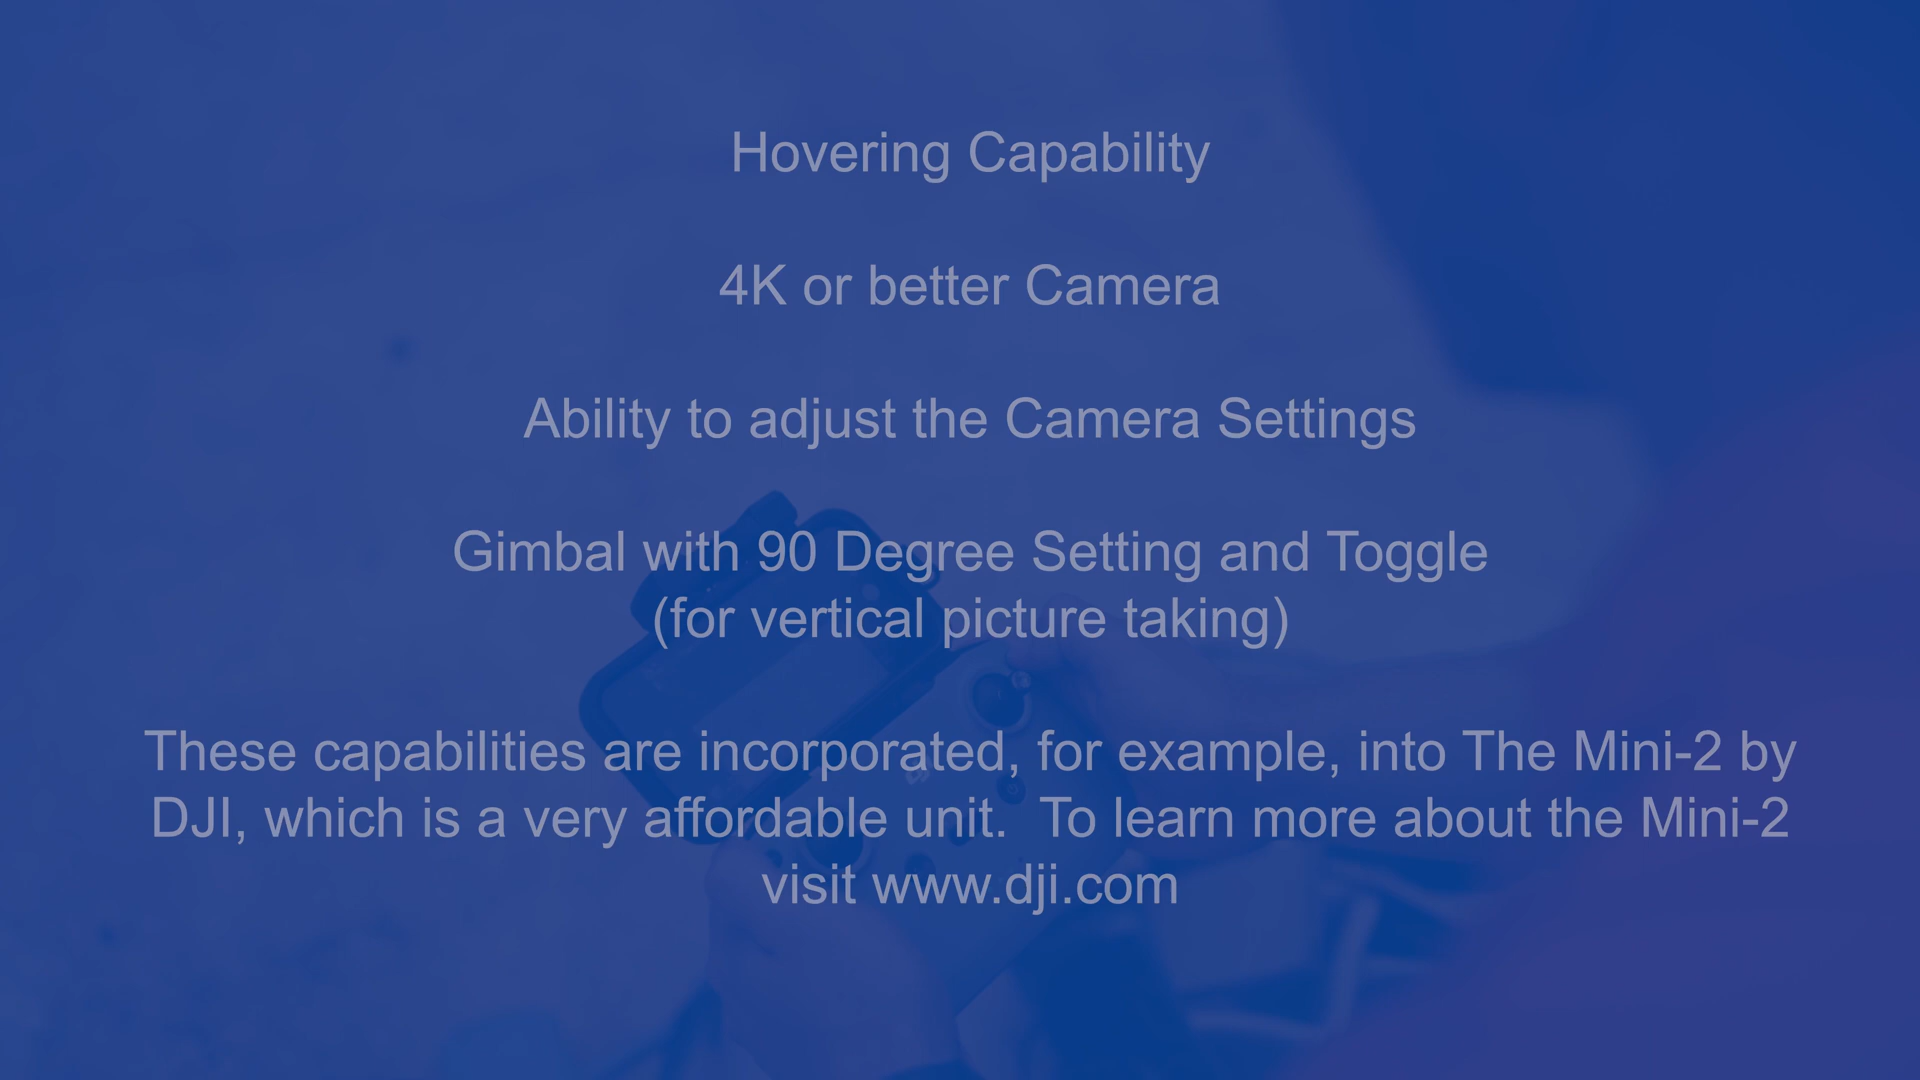 Hovering Capability
4K or better Camera
Ability to adjust the Camera Settings
Gimbal with 90 Degree Setting and Toggle
(for vertical picture taking)
These capabilities are incorporated, for example, into The Mini-2 by
DJI, which is a very affordable unit.  To learn more about the Mini-2
visit www.dji.com